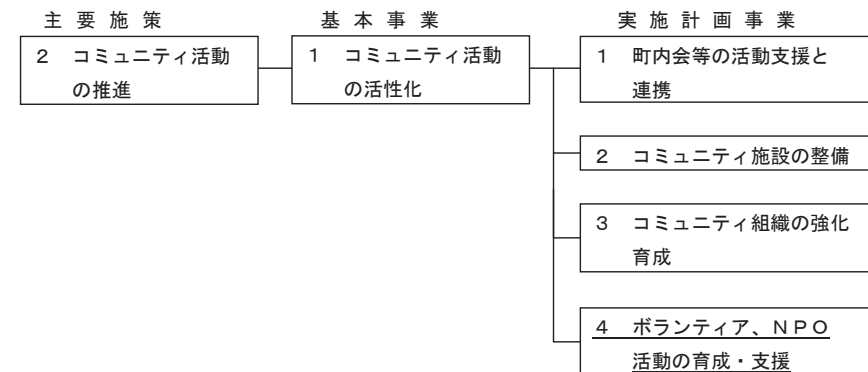 主要施策
基本事業
実施計画事業
２　コミュニティ活動
の推進
１　コミュニティ活動
の活性化
１　町内会等の活動支援と
連携
２　コミュニティ施設の整備
３　コミュニティ組織の強化
育成
４　ボランティア、ＮＰＯ
活動の育成・支援